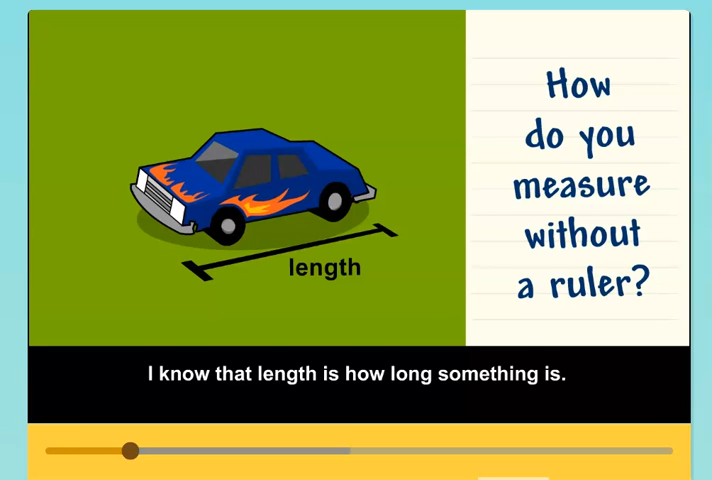 How
do you
measure
without
a ruler?
length
I know that length is how long something is.